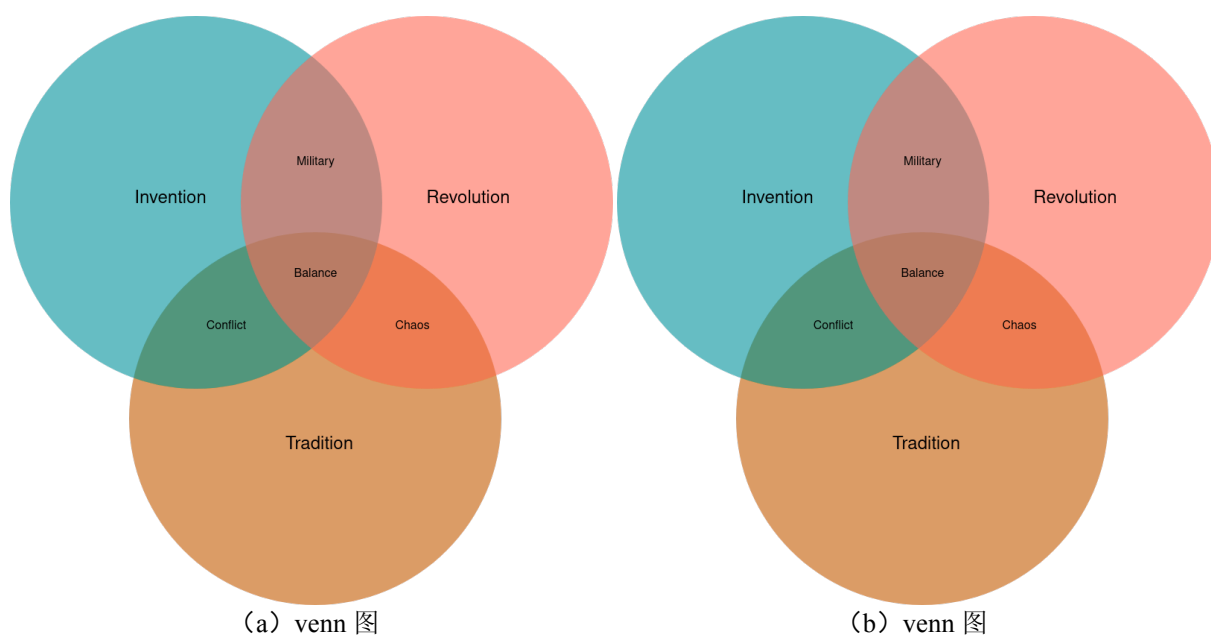 Military
Invention
Revolution
Balance
Conflict
Chaos
Tradition
（a）venn 图
Military
Invention
Revolution
Balance
Conflict
Chaos
Tradition
（b）venn 图